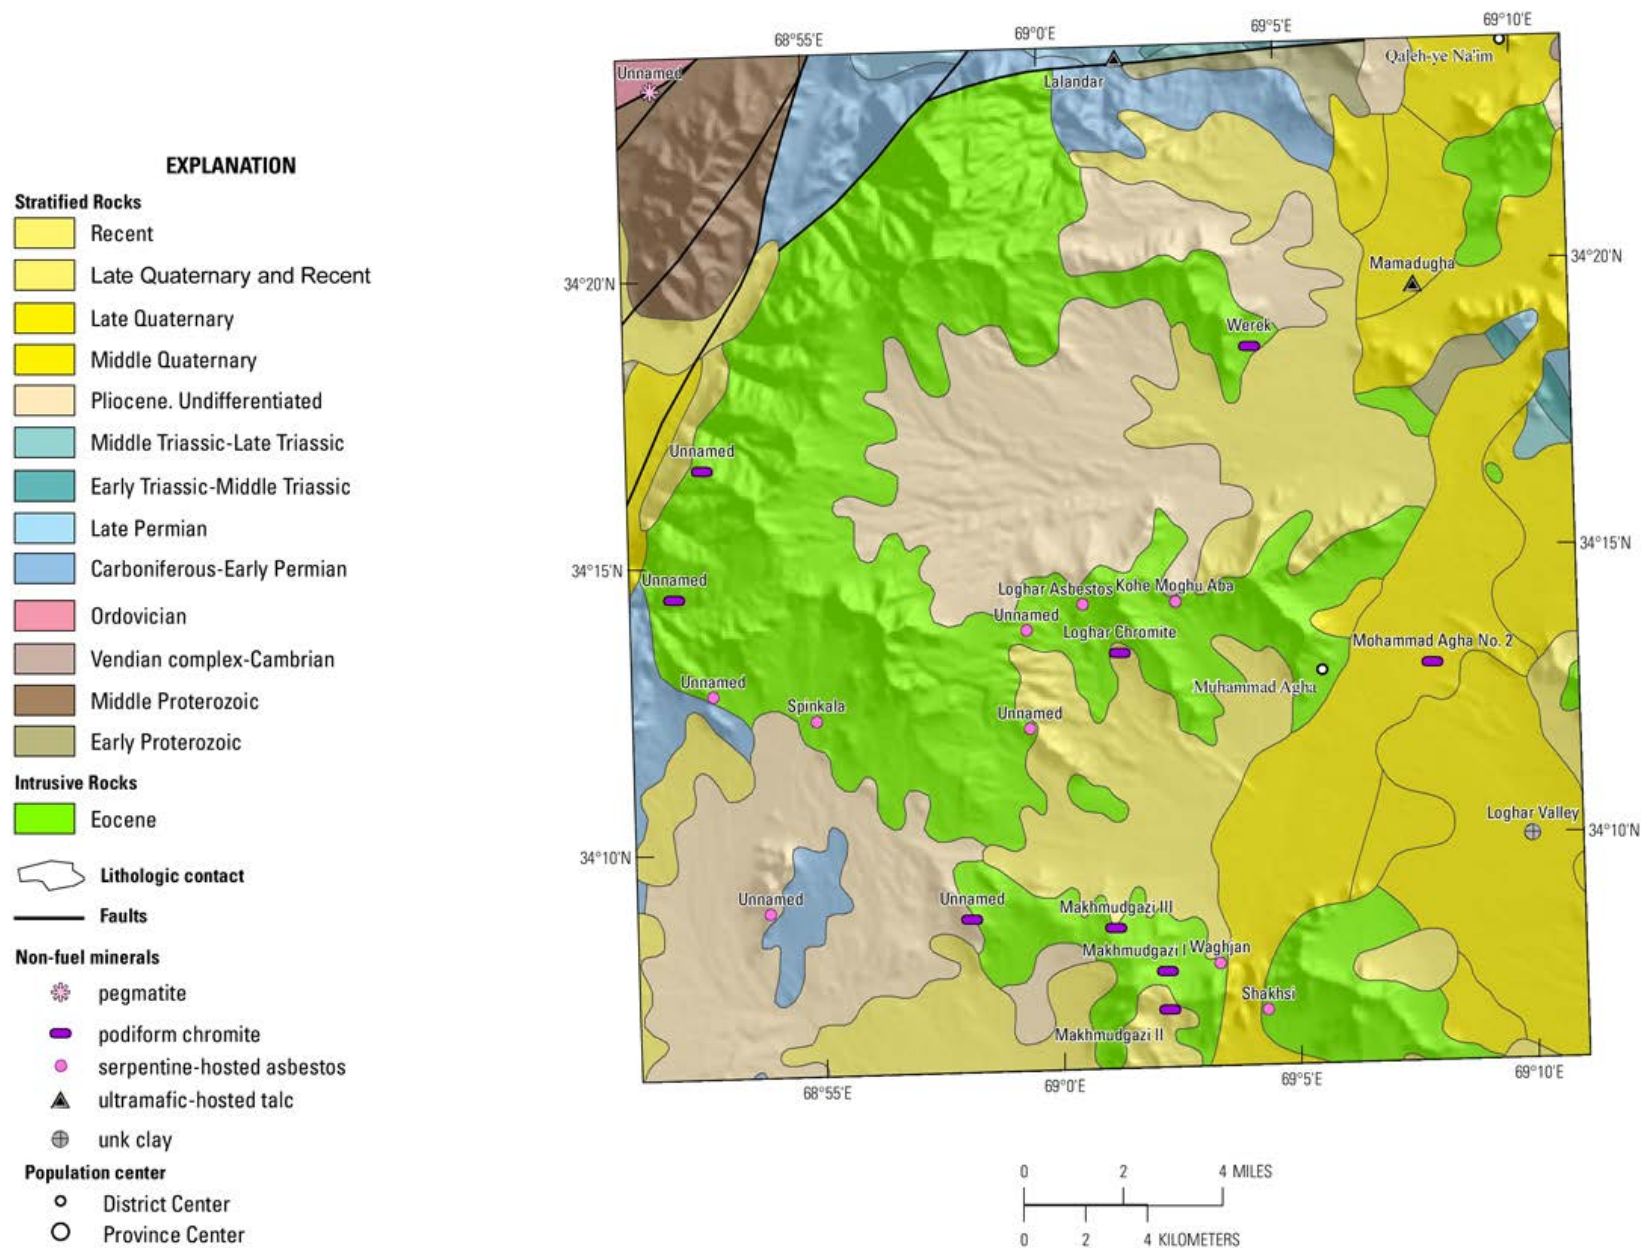 EXPLANATION
Stratified Rocks
Recent
Late Quaternary and Recent
Late Quaternary
Middle Quaternary
Pliocene. Undifferentiated
Middle Triassic-Late Triassic
Early Triassic-Middle Triassic
Late Permian
Carboniferous-Early Permian
Ordovician
Vendian complex-Cambrian
Middle Proterozoic
Early Proterozoic
Intrusive Rocks
Eocene
Lithologic contact
Faults
Non-fuel minerals
pegmatite
podiform chromite
serpentine-hosted asbestos
ultramafic-hosted talc
unk clay
Population center
District Center
Province Center
68°55'E 69°0'E 69°5'E 69°10'E
Unnamed
Lalandar
Qaleh-ye Na'im
34°20'N
Mamadugha
34°20'N
Werek
Unnamed
34°15'N
34°15'N
Unnamed
Loghar Asbestos
Kohe Moghu Aba
Unnamed
Loghar Chromite
Mohammad Agha No. 2
Unnamed
Muhammad Agha
Spinkala
Unnamed
Loghar Valley
34°10'N
34°10'N
Unnamed
Unnamed
Makhmudgazi III
Makhmudgazi I
Waghjan
Shakhsi
Makhmudgazi II
68°55'E 69°0'E 69°5'E 69°10'E
0 2 4 MILES
0 2 4 KILOMETERS